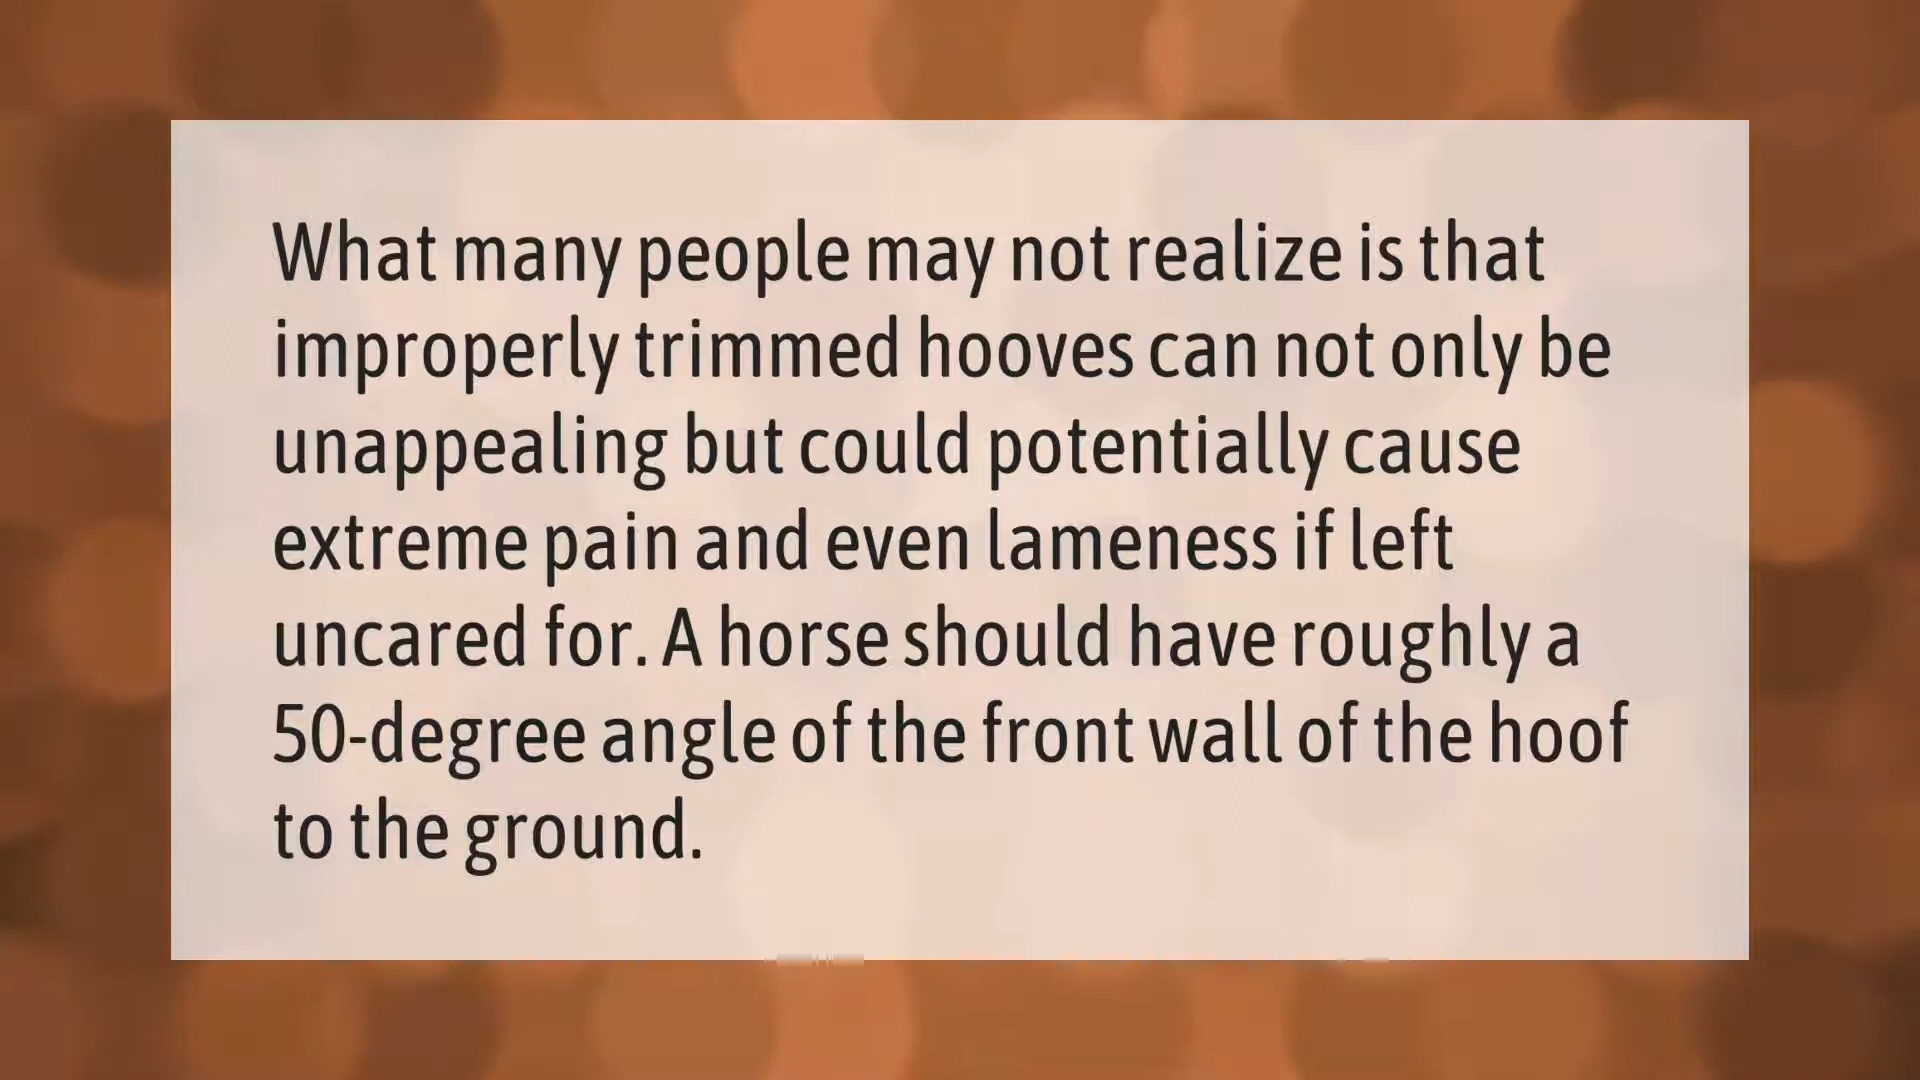 What many people may not realize is that
improperly trimmed hooves can not only be
unappealing but could potentially cause
extreme pain and even lameness if left
uncared for. A horse should have roughly a
50-degree angle of the front wall of the hoof
to the ground.